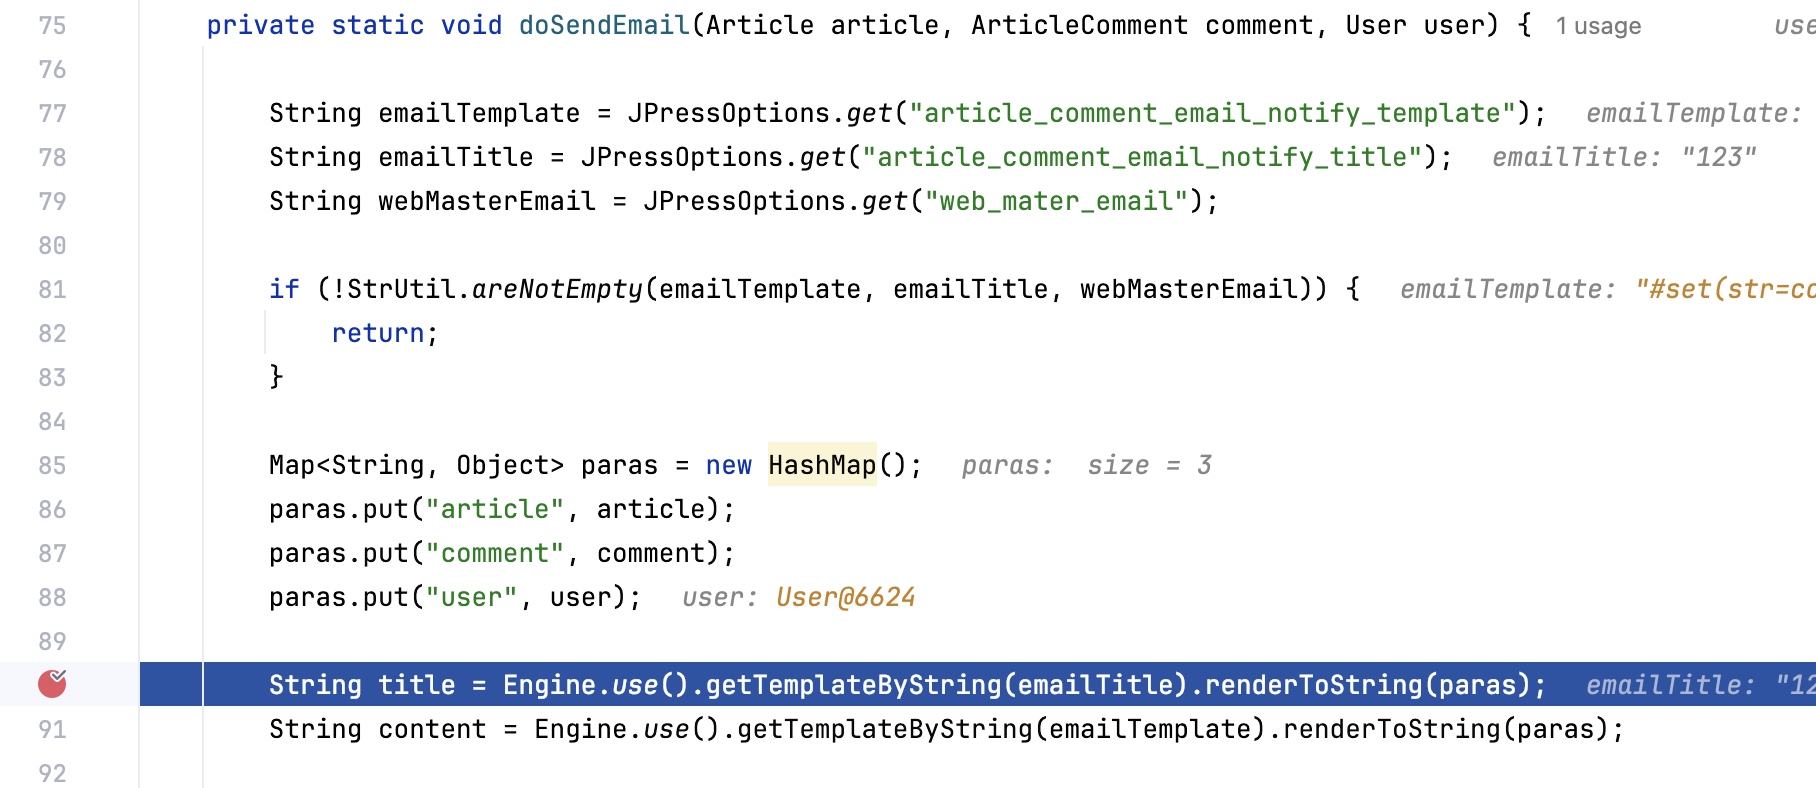 75 private static void doSendEmail(Article article, ArticleComment comment, User user) { 1 usage use
76
77 String emailTemplate = JPressOptions.get("article_comment_email_notify_template"); emailTemplate:
78 String emailTitle = JPressOptions.get("article_comment_email_notify_title"); emailTitle: "123"
79 String webMasterEmail = JPressOptions.get("web_mater_email");
80
81 if (!StrUtil.areNotEmpty(emailTemplate, emailTitle, webMasterEmail)) { emailTemplate: "#set(str=co
82 return;
83 }
84
85 Map<String, Object> paras = new HashMap(); paras: size = 3
86 paras.put("article", article);
87 paras.put("comment", comment);
88 paras.put("user", user); user: User@6624
89
String title = Engine.use().getTemplateByString(emailTitle).renderToString(paras); emailTitle: "12
91 String content = Engine.use().getTemplateByString(emailTemplate).renderToString(paras);
92